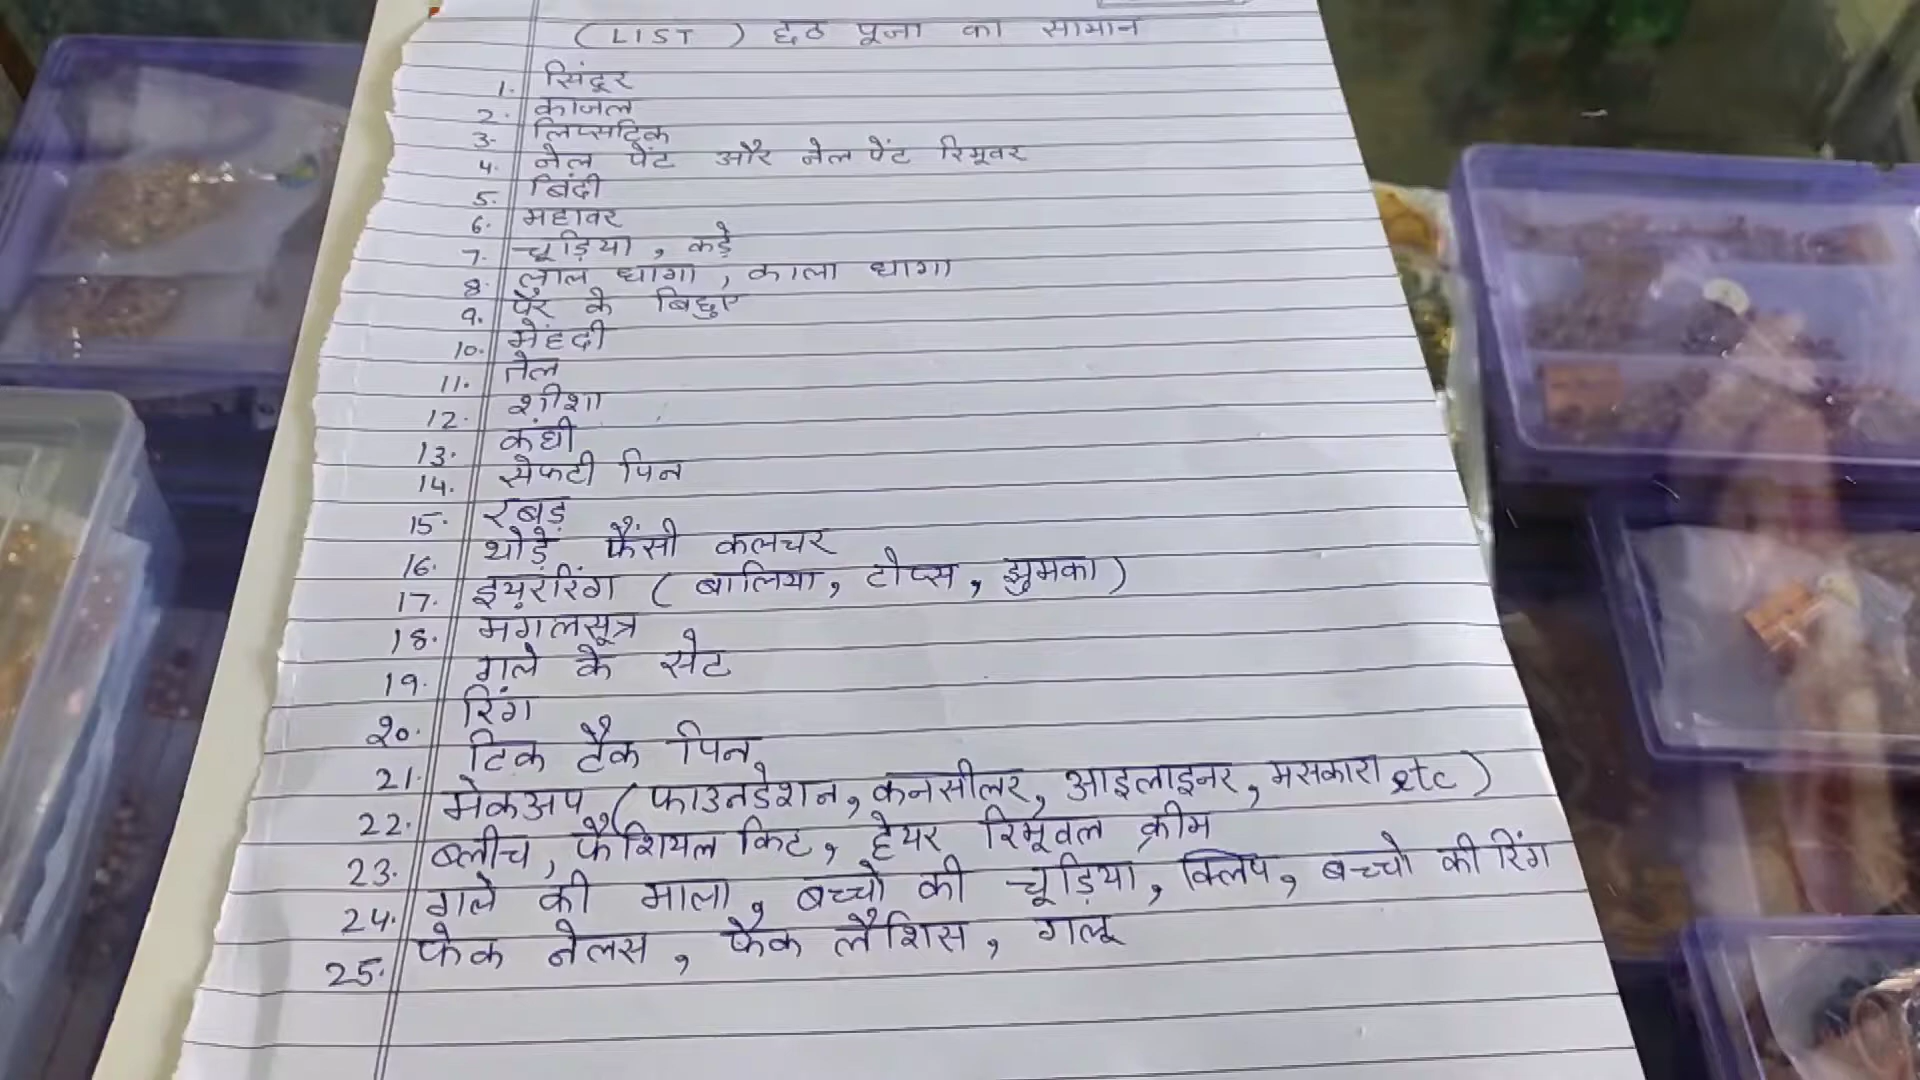 (LIST) छठ पूजा का सामान
1. सिंदूर
2. काजल
3. लिप्सटिक
4. नेल पेंट और नेल पेंट रिमूवर
5. बिंदी
6. महावर
7. चूड़िया, कड़े
8. लाल धागा, काला धागा
9. पैर के बिछुए
10. मेंहदी
11. तेल
12. शीशा
13. कंघी
14. सेफटी पिन
15. रबड़
16. थोड़े फैंसी कलचर
17. इयररिंग (बालिया, टोप्स, झुमका)
18. मगलसूत्र
19. गले के सेट
20. रिंग
21. टिक टैक पिन
22. मेकअप (फाउनडेशन, कनसीलर, आइलाइनर, मसकारा etc)
23. ब्लीच, फैशियल किट, हेयर रिमूवल क्रीम
24. गले की माला, बच्चो की चूड़िया, क्लिप, बच्चो की रिंग
25. फेक नेलस, फेक लैशिस, गलू